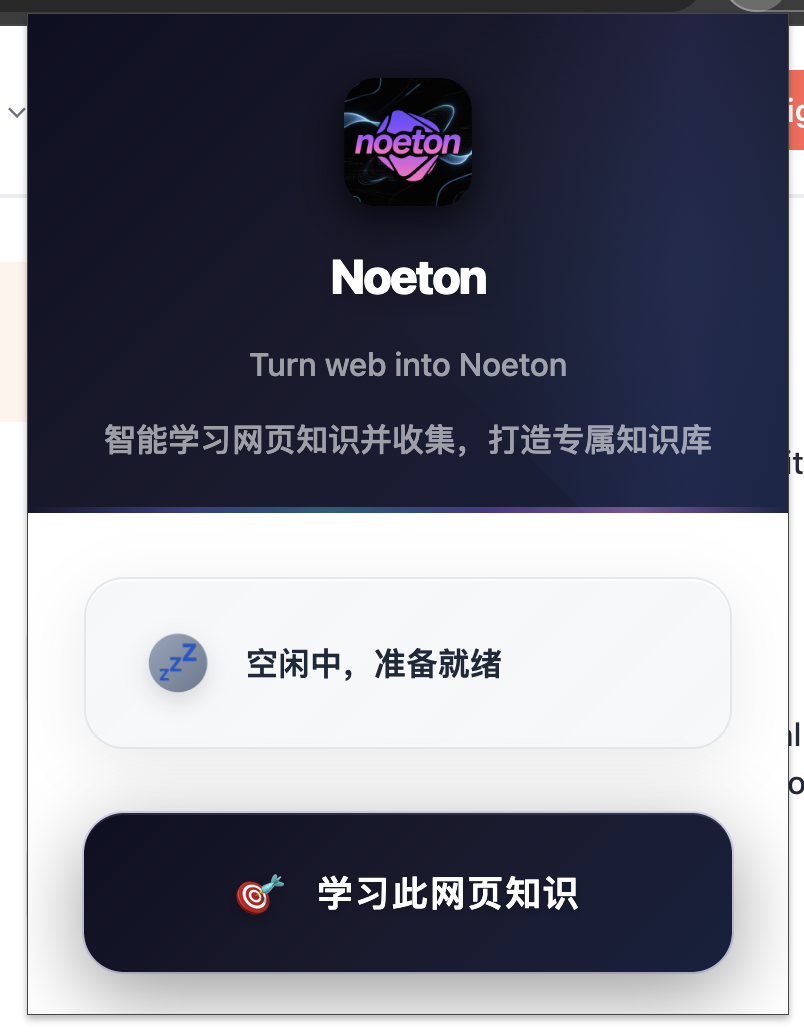 noeton
Noeton
Turn web into Noeton
智能学习网页知识并收集，打造专属知识库
💤 空闲中，准备就绪
🎯 学习此网页知识